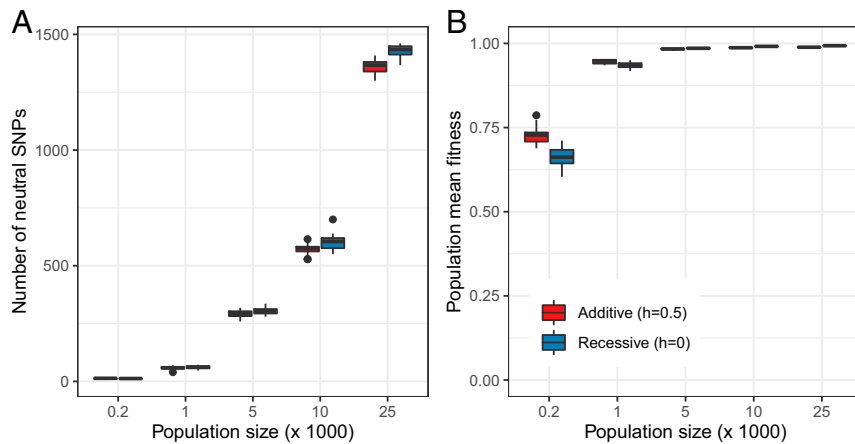 A
Number of neutral SNPs
1500
1000
500
0
0.2 1 5 10 25
Population size (x 1000)
B
Population mean fitness
1.00
0.75
0.50
0.25
0.00
Additive (h=0.5)
Recessive (h=0)
0.2 1 5 10 25
Population size (x 1000)